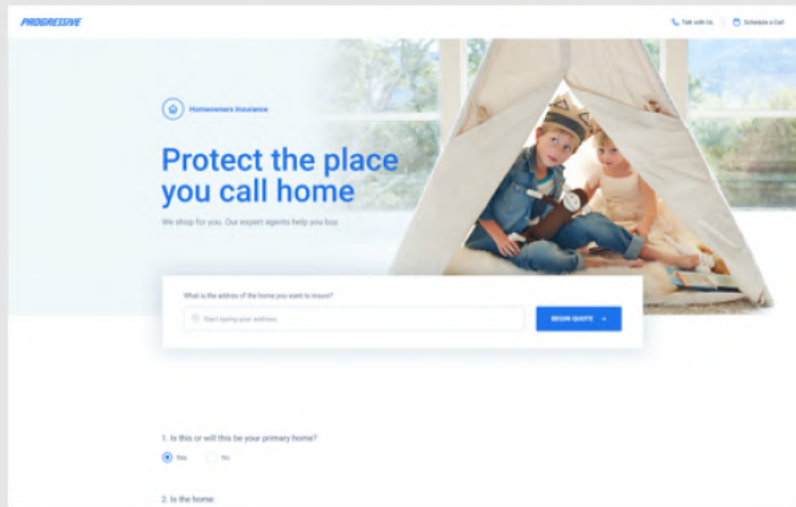 PROGRESSIVE
Talk with Us
Schedule a Call
Homeowners Insurance
Protect the place
you call home
We shop for you. Our expert agents help you buy.
What is the addres of the home you want to insure?
Start typing your address
BEGIN QUOTE
1. Is this or will this be your primary home?
Yes
No
2. Is the home: